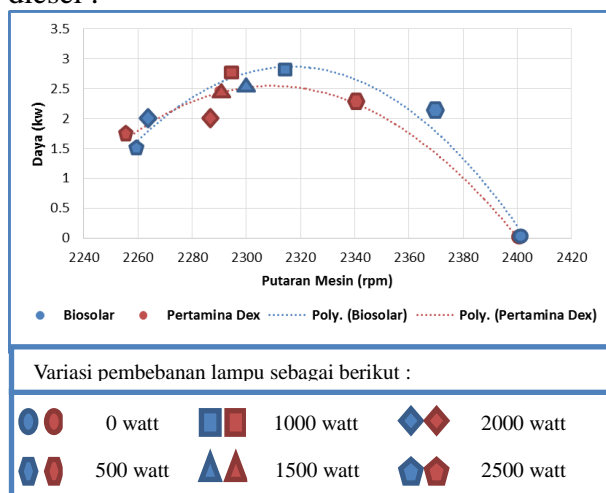 diesel :
3.5
3
2.5
2
1.5
1
0.5
0
Daya (kw)
2240 2260 2280 2300 2320 2340 2360 2380 2400 2420
Putaran Mesin (rpm)
Biosolar Pertamina Dex Poly. (Biosolar) Poly. (Pertamina Dex)
Variasi pembebanan lampu sebagai berikut :
0 watt 1000 watt 2000 watt
500 watt 1500 watt 2500 watt